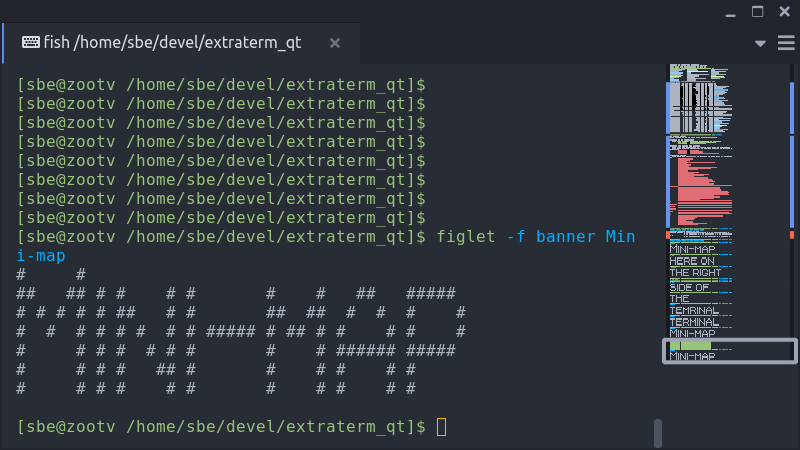 fish /home/sbe/devel/extraterm_qt
[sbe@zootv /home/sbe/devel/extraterm_qt]$
[sbe@zootv /home/sbe/devel/extraterm_qt]$
[sbe@zootv /home/sbe/devel/extraterm_qt]$
[sbe@zootv /home/sbe/devel/extraterm_qt]$
[sbe@zootv /home/sbe/devel/extraterm_qt]$
[sbe@zootv /home/sbe/devel/extraterm_qt]$
[sbe@zootv /home/sbe/devel/extraterm_qt]$
[sbe@zootv /home/sbe/devel/extraterm_qt]$
[sbe@zootv /home/sbe/devel/extraterm_qt]$ figlet -f banner Min
i-map
#     #
##   ## # #    # #       #    #   ##   #####
# # # # # ##   # #       ##  ##  #  #  #    #
#  #  # # # #  # # ##### # ## # #    # #    #
#     # # #  # # #       #    # ###### #####
#     # # #   ## #       #    # #    # #
#     # # #    # #       #    # #    # #
[sbe@zootv /home/sbe/devel/extraterm_qt]$
MINI-MAP
HERE ON
THE RIGHT
SIDE OF
THE
TEMRINAL
TERMINAL
MINI-MAP
MINI-MAP